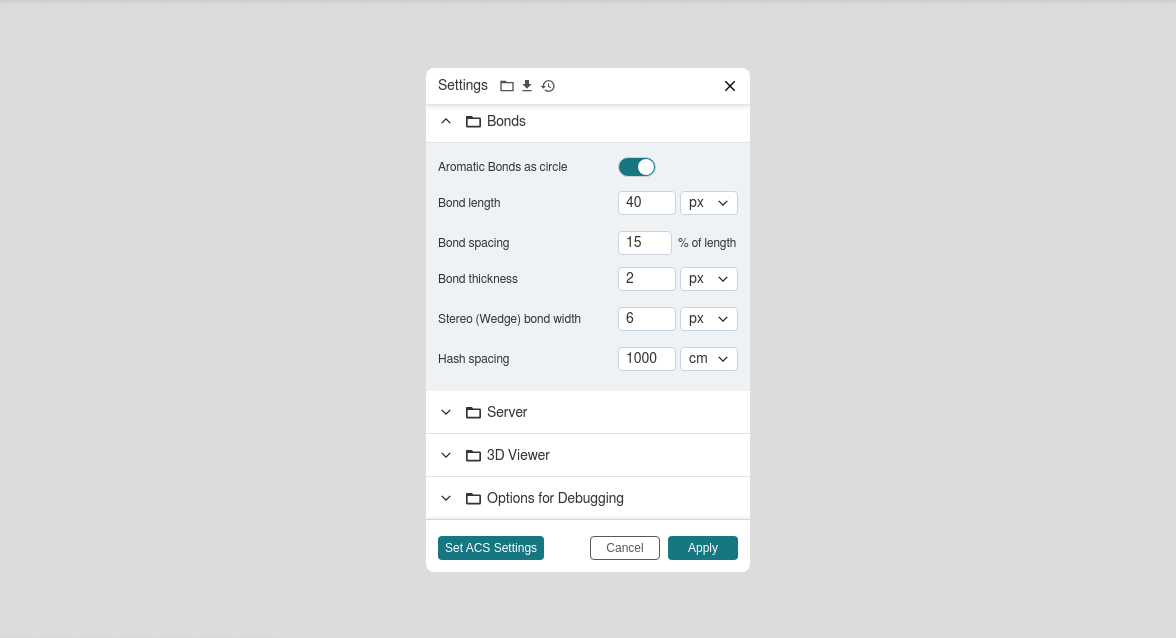 Settings
Bonds
Aromatic Bonds as circle
Bond length 40 px
Bond spacing 15 % of length
Bond thickness 2 px
Stereo (Wedge) bond width 6 px
Hash spacing 1000 cm
Server
3D Viewer
Options for Debugging
Set ACS Settings Cancel Apply